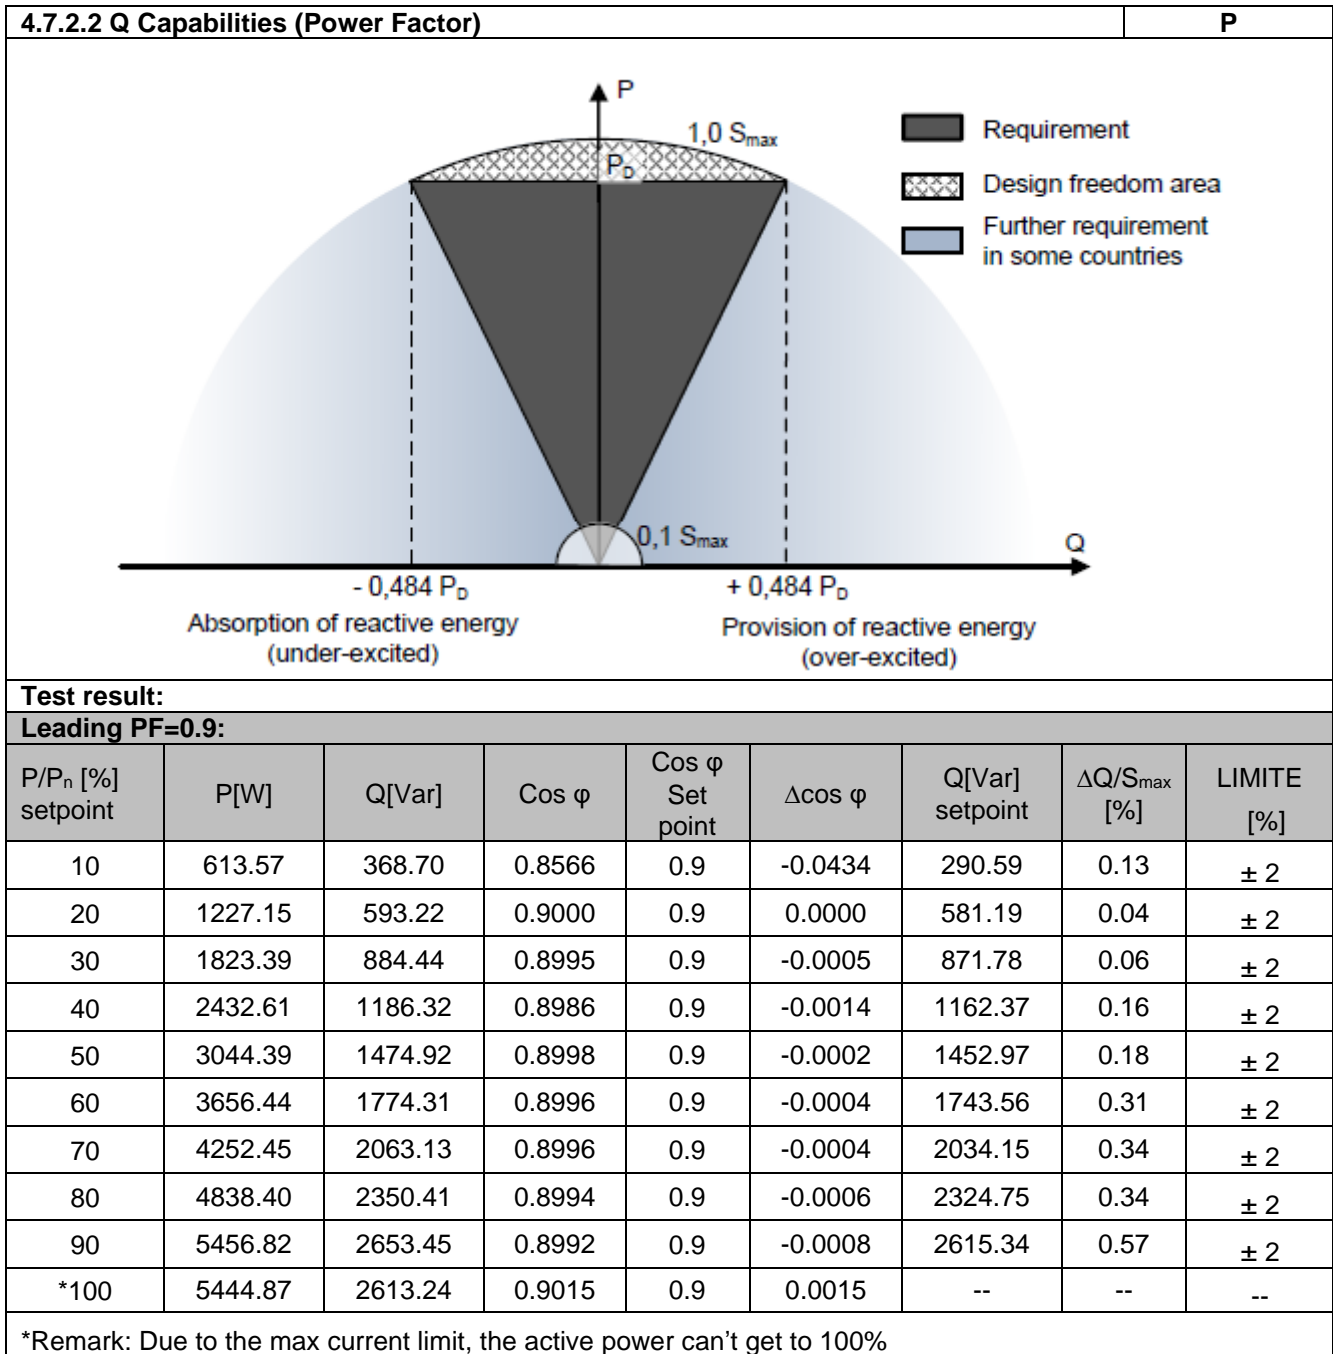 4.7.2.2 Q Capabilities (Power Factor) P
P
1,0 Smax
PD
Requirement
Design freedom area
Further requirement
in some countries
0,1 Smax
Q
- 0,484 PD
+ 0,484 PD
Absorption of reactive energy
(under-excited)
Provision of reactive energy
(over-excited)
Test result:
Leading PF=0.9:
P/Pn [%] setpoint P[W] Q[Var] Cos φ Cos φ Set point ∆cos φ Q[Var] setpoint ∆Q/Smax [%] LIMITE [%]
10 613.57 368.70 0.8566 0.9 -0.0434 290.59 0.13 ± 2
20 1227.15 593.22 0.9000 0.9 0.0000 581.19 0.04 ± 2
30 1823.39 884.44 0.8995 0.9 -0.0005 871.78 0.06 ± 2
40 2432.61 1186.32 0.8986 0.9 -0.0014 1162.37 0.16 ± 2
50 3044.39 1474.92 0.8998 0.9 -0.0002 1452.97 0.18 ± 2
60 3656.44 1774.31 0.8996 0.9 -0.0004 1743.56 0.31 ± 2
70 4252.45 2063.13 0.8996 0.9 -0.0004 2034.15 0.34 ± 2
80 4838.40 2350.41 0.8994 0.9 -0.0006 2324.75 0.34 ± 2
90 5456.82 2653.45 0.8992 0.9 -0.0008 2615.34 0.57 ± 2
*100 5444.87 2613.24 0.9015 0.9 0.0015 -- -- --
*Remark: Due to the max current limit, the active power can’t get to 100%